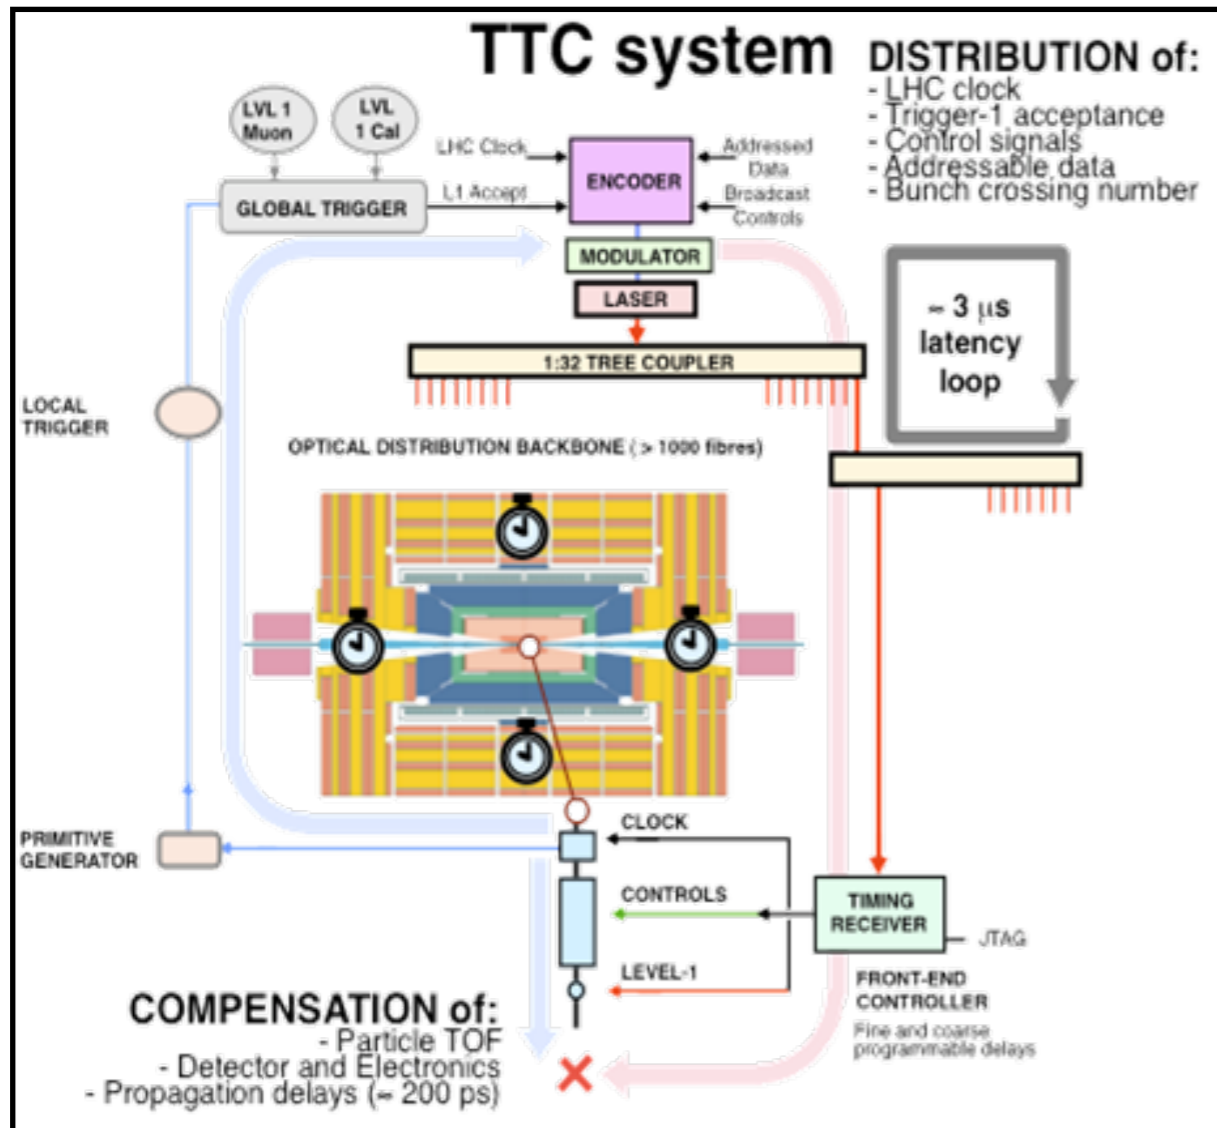 TTC system
DISTRIBUTION of:
- LHC clock
- Trigger-1 acceptance
- Control signals
- Addressable data
- Bunch crossing number
LVL 1
Muon
LVL
1 Cal
GLOBAL TRIGGER
LHC Clock
L1 Accept
ENCODER
Addressed
Data
Broadcast
Controls
MODULATOR
LASER
1:32 TREE COUPLER
≈ 3 µs
latency
loop
LOCAL
TRIGGER
OPTICAL DISTRIBUTION BACKBONE ( > 1000 fibres)
PRIMITIVE
GENERATOR
CLOCK
CONTROLS
LEVEL-1
TIMING
RECEIVER
JTAG
FRONT-END
CONTROLLER
Fine and coarse
programmable delays
COMPENSATION of:
- Particle TOF
- Detector and Electronics
- Propagation delays (≈ 200 ps)